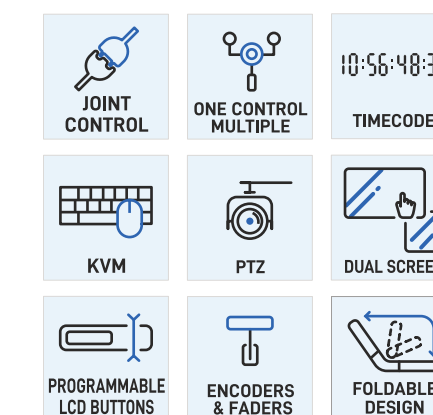 JOINT
CONTROL
ONE CONTROL
MULTIPLE
10:56:48:3
TIMECODE
KVM
PTZ
DUAL SCREE
PROGRAMMABLE
LCD BUTTONS
ENCODERS
& FADERS
FOLDABLE
DESIGN